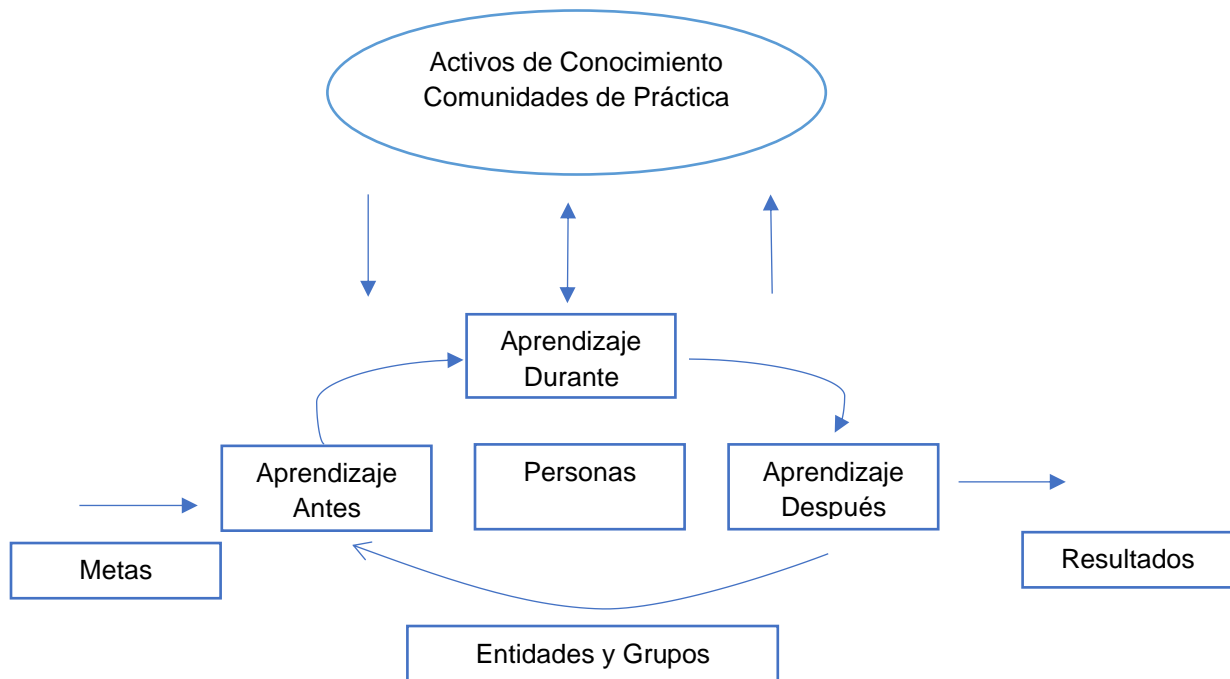 Activos de Conocimiento
Comunidades de Práctica
Aprendizaje
Durante
Aprendizaje
Antes
Personas
Aprendizaje
Después
Metas
Resultados
Entidades y Grupos